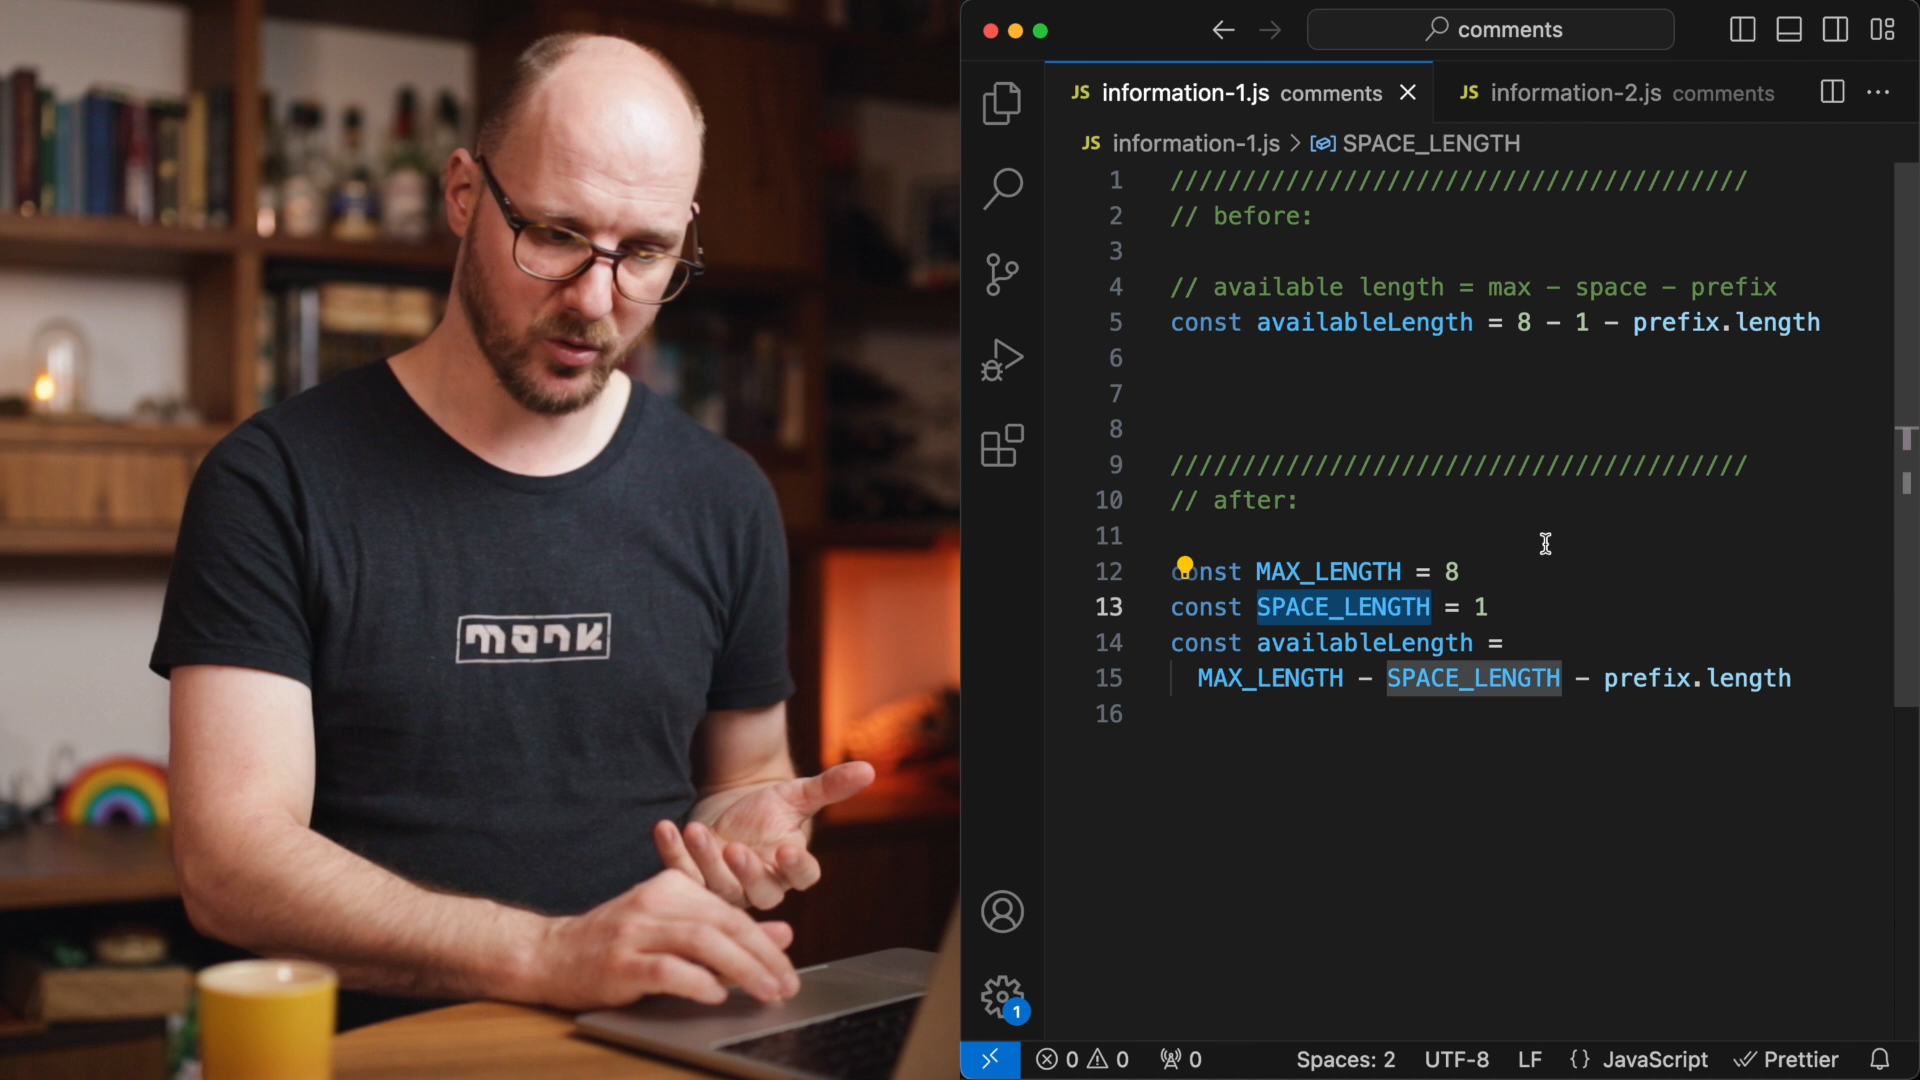 monk
comments
JS information-1.js comments
JS information-2.js comments
JS information-1.js > SPACE_LENGTH
1 ////////////////////////////////////////
2 // before:
3
4 // available length = max - space - prefix
5 const availableLength = 8 - 1 - prefix.length
6
7
8
9 ////////////////////////////////////////
10 // after:
11
12 const MAX_LENGTH = 8
13 const SPACE_LENGTH = 1
14 const availableLength =
15 MAX_LENGTH - SPACE_LENGTH - prefix.length
16
1
0 0 0 Spaces: 2 UTF-8 LF {} JavaScript Prettier